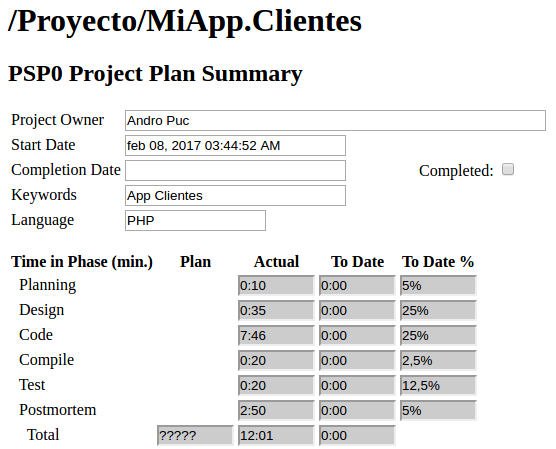 /Proyecto/MiApp.Clientes
PSP0 Project Plan Summary
Project Owner Andro Puc
Start Date feb 08, 2017 03:44:52 AM
Completion Date Completed:
Keywords App Clientes
Language PHP
Time in Phase (min.) Plan Actual To Date To Date %
Planning 0:10 0:00 5%
Design 0:35 0:00 25%
Code 7:46 0:00 25%
Compile 0:20 0:00 2,5%
Test 0:20 0:00 12,5%
Postmortem 2:50 0:00 5%
Total ????? 12:01 0:00